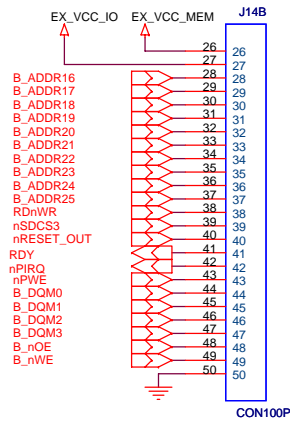 EX_VCC_IO EX_VCC_MEM J14B
26 26
27 27
B_ADDR16 28 28
B_ADDR17 29 29
B_ADDR18 30 30
B_ADDR19 31 31
B_ADDR20 32 32
B_ADDR21 33 33
B_ADDR22 34 34
B_ADDR23 35 35
B_ADDR24 36 36
B_ADDR25 37 37
RDnWR 38 38
nSDCS3 39 39
nRESET_OUT 40 40
RDY 41 41
nPIRQ 42 42
nPWE 43 43
B_DQM0 44 44
B_DQM1 45 45
B_DQM2 46 46
B_DQM3 47 47
B_nOE 48 48
B_nWE 49 49
50 50
CON100P